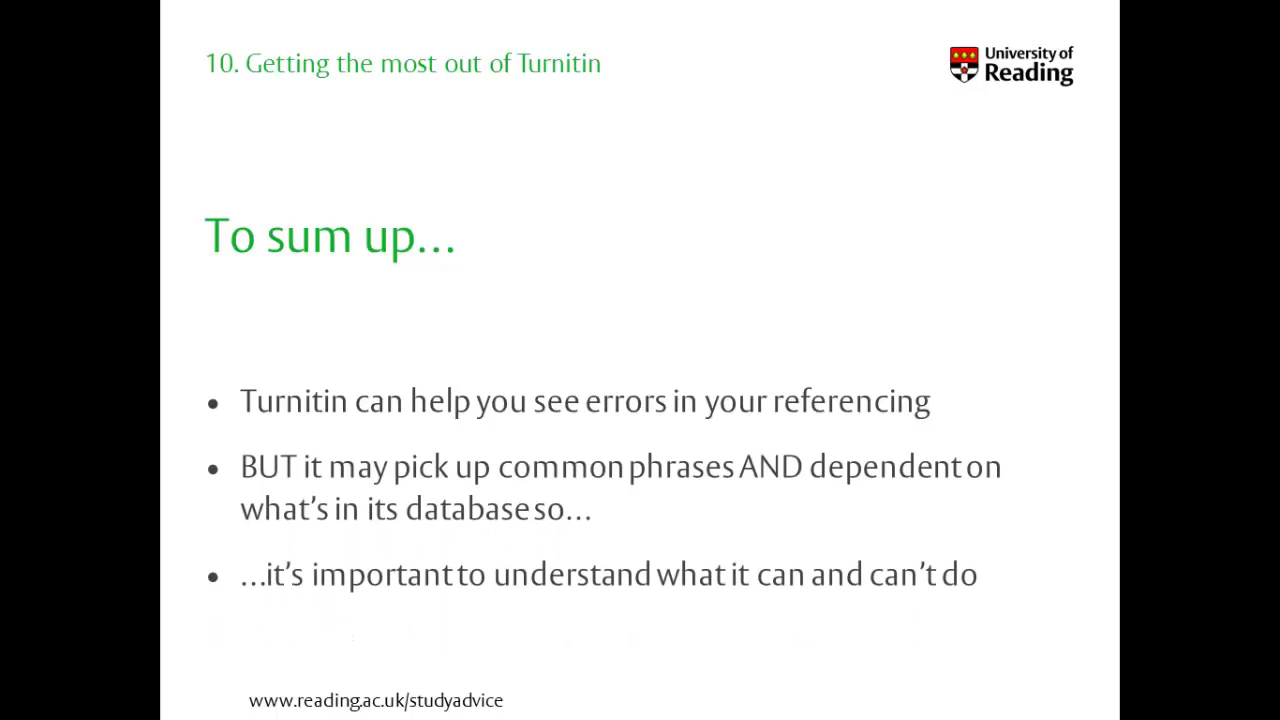 10. Getting the most out of Turnitin
University of
Reading
To sum up…
• Turnitin can help you see errors in your referencing
• BUT it may pick up common phrases AND dependent on
what’s in its database so…
• …it’s important to understand what it can and can’t do
www.reading.ac.uk/studyadvice